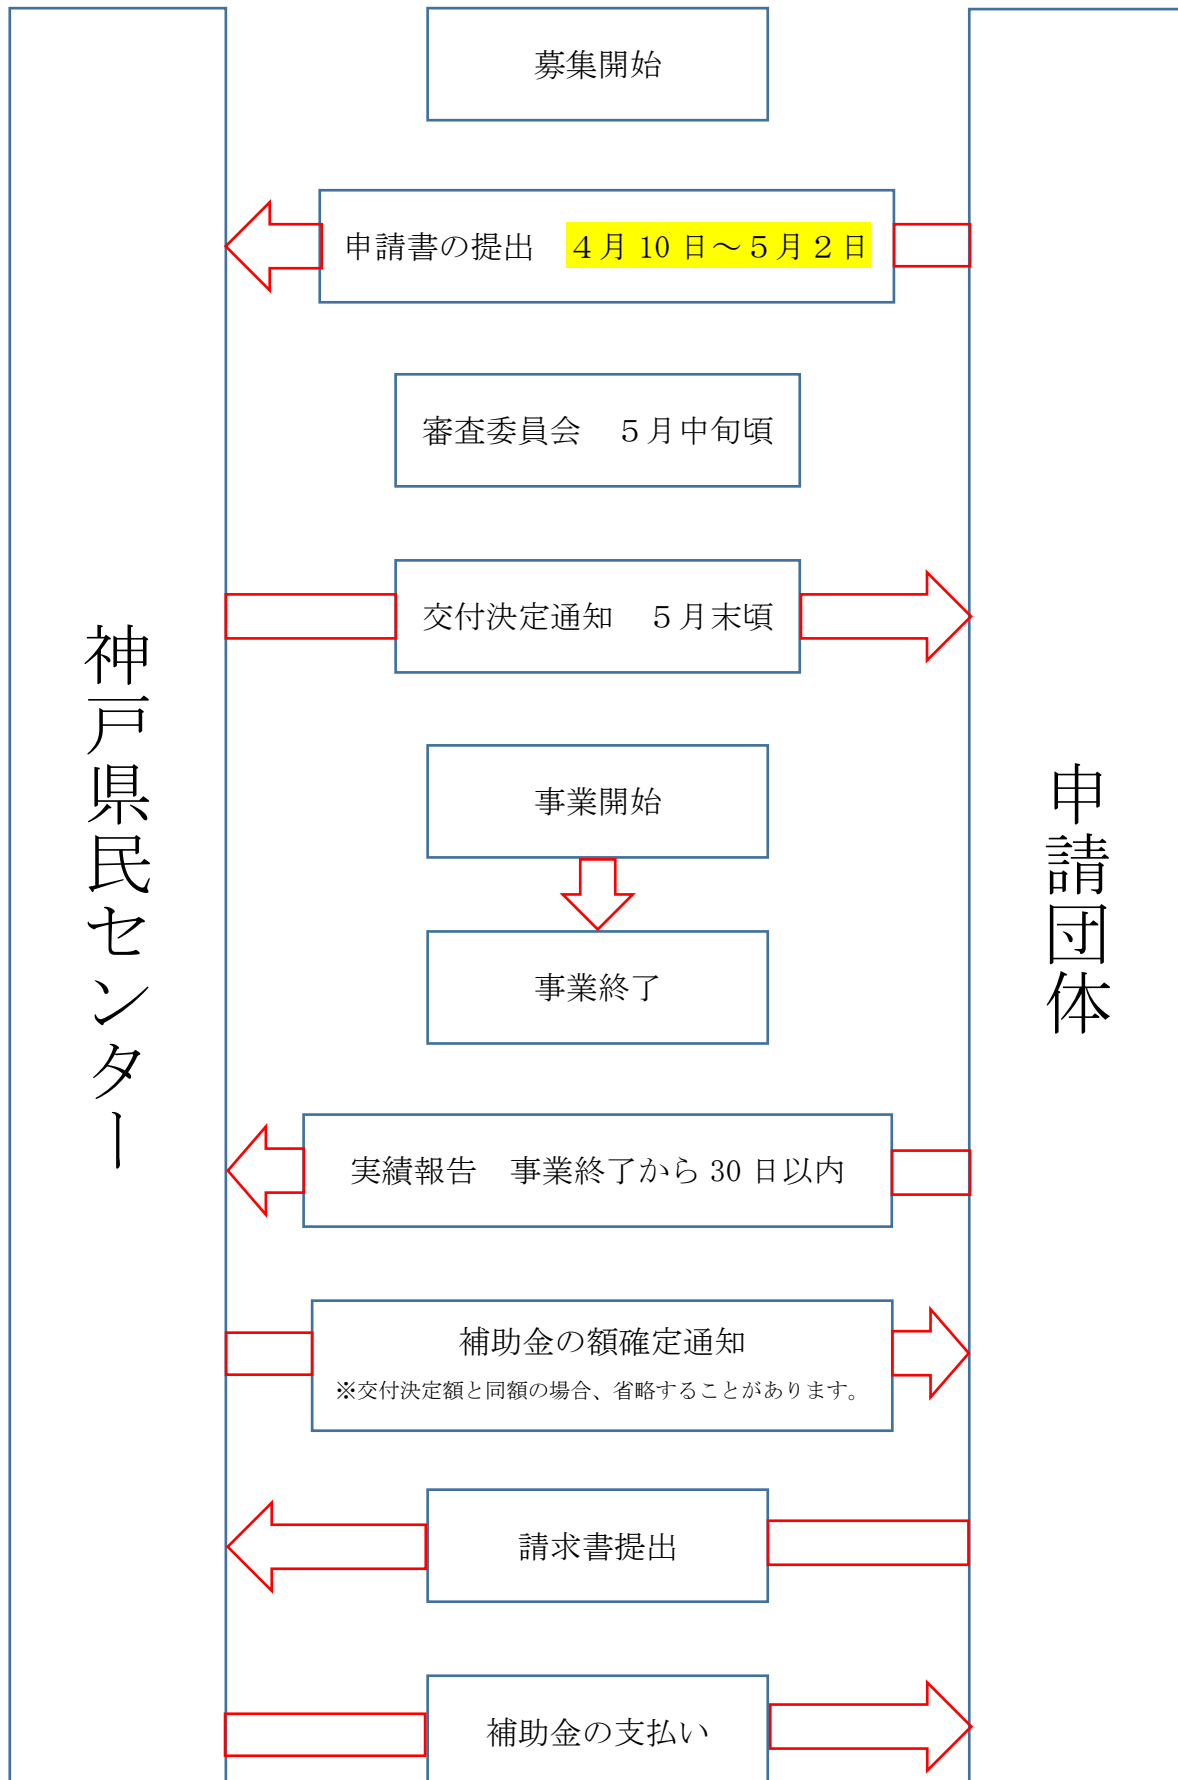 募集開始
申請書の提出　４月 10 日～５月２日
審査委員会　５月中旬頃
交付決定通知　５月末頃
神戸県民センター
事業開始
申請団体
事業終了
実績報告　事業終了から 30 日以内
補助金の額確定通知
※交付決定額と同額の場合、省略することがあります。
請求書提出
補助金の支払い